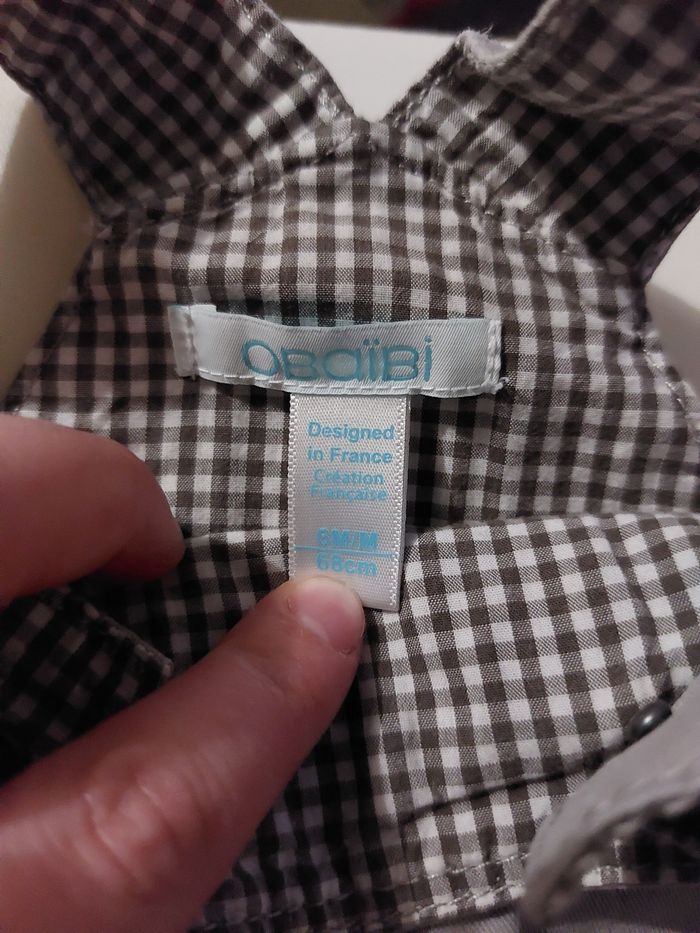 OBaïBi
Designed
in France
Création
Française
6M/M
68cm